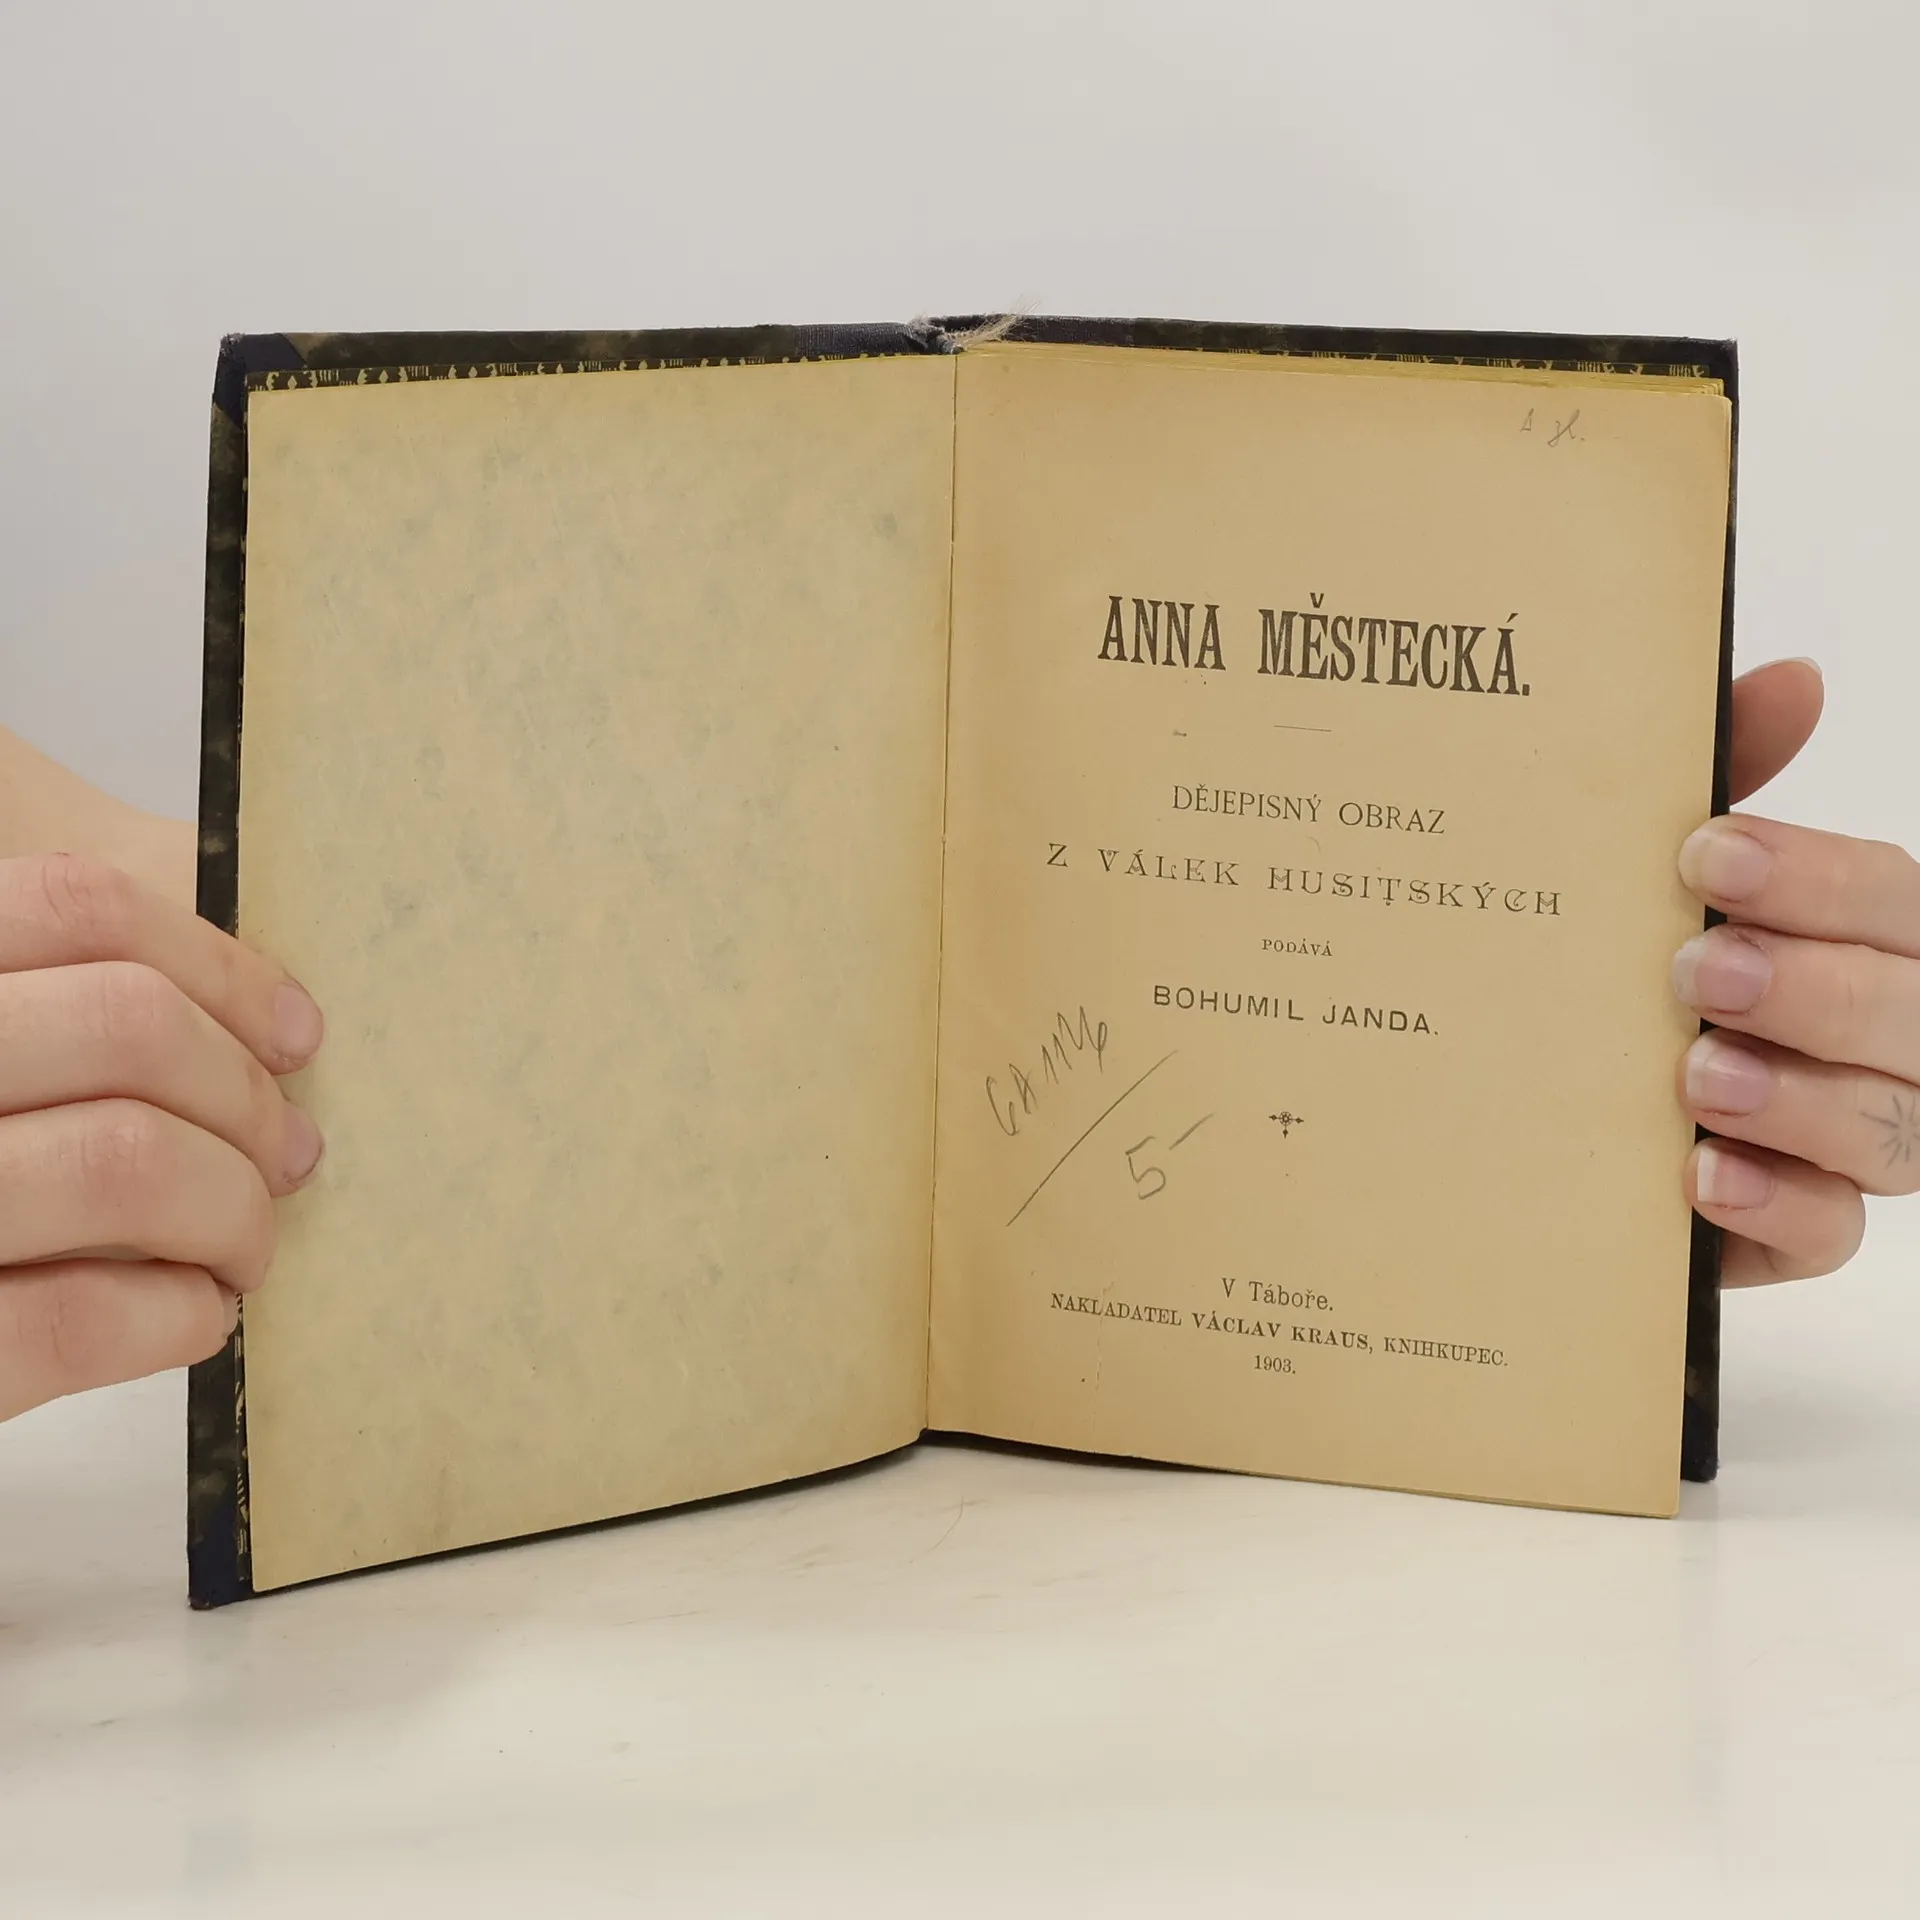 ANNA MĚSTECKÁ.
DĚJEPISNÝ OBRAZ
Z VÁLEK HUSITSKÝCH
PODÁVÁ
BOHUMIL JANDA.
5-
V Táboře.
NAKLADATEL VÁCLAV KRAUS, KNIHKUPEC.
1903.